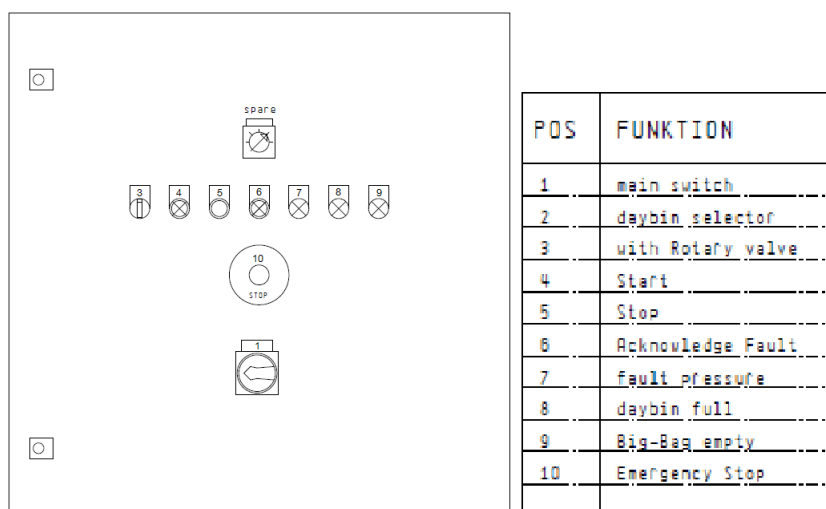 spare
3 4 5 6 7 8 9
10
STOP
1
POS FUNKTION
1 main switch
2 daybin selector
3 with Rotary valve
4 Start
5 Stop
6 Acknowledge Fault
7 fault pressure
8 daybin full
9 Big-Bag empty
10 Emergency Stop